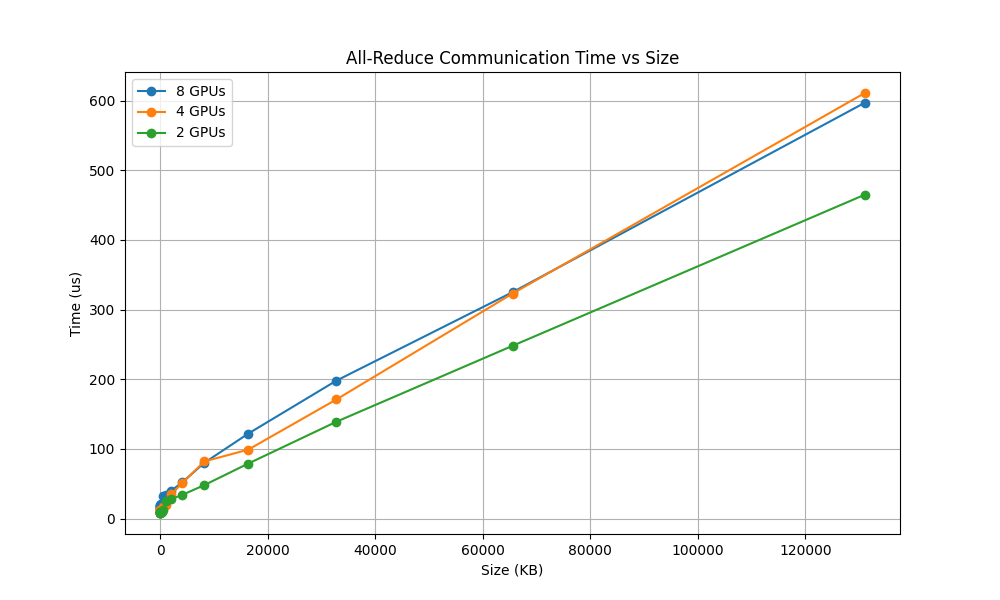 All-Reduce Communication Time vs Size
8 GPUs
4 GPUs
2 GPUs
600
500
400
300
200
100
0
Time (us)
0 20000 40000 60000 80000 100000 120000
Size (KB)